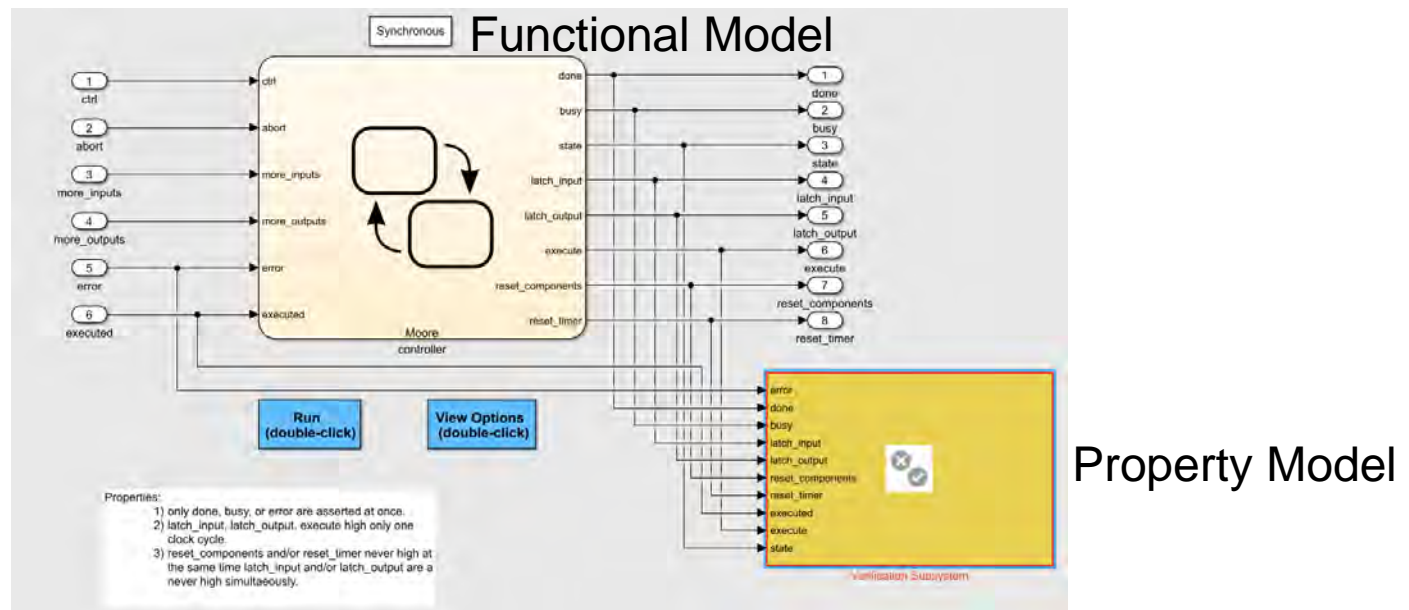 Synchronous
Functional Model
1
ctrl
2
abort
3
more_inputs
4
more_outputs
5
error
6
executed
ctrl
abort
more_inputs
more_outputs
error
executed
done
busy
state
latch_input
latch_output
execute
reset_components
reset_timer
Moore
controller
1
done
2
busy
3
state
4
latch_input
5
latch_output
6
execute
7
reset_components
8
reset_timer
Run
(double-click)
View Options
(double-click)
error
done
busy
latch_input
latch_output
reset_components
reset_timer
executed
execute
state
Verification Subsystem
Property Model
Properties:
1) only done, busy, or error are asserted at once.
2) latch_input, latch_output, execute high only one
clock cycle.
3) reset_components and/or reset_timer never high at
the same time latch_input and/or latch_output are a
never high simultaeously.